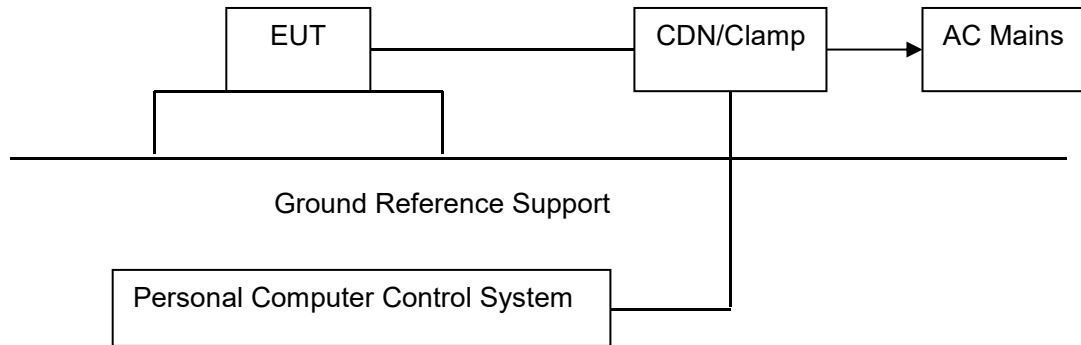 EUT
CDN/Clamp
AC Mains
Ground Reference Support
Personal Computer Control System